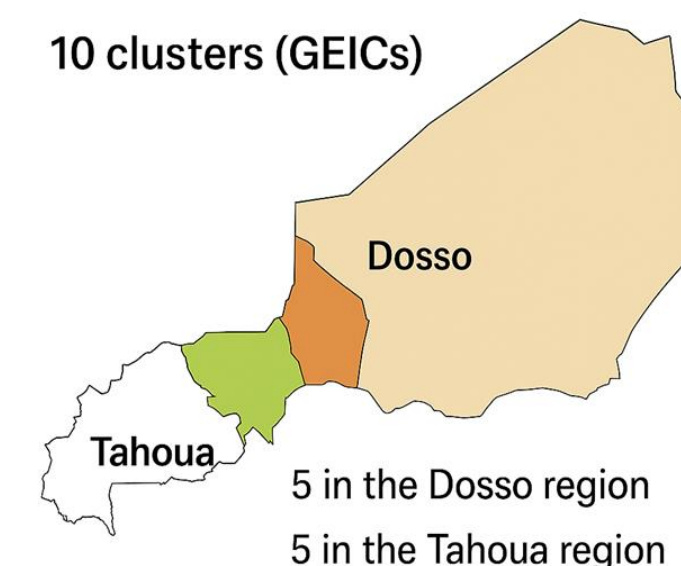 10 clusters (GEICs)
Dosso
Tahoua
5 in the Dosso region
5 in the Tahoua region